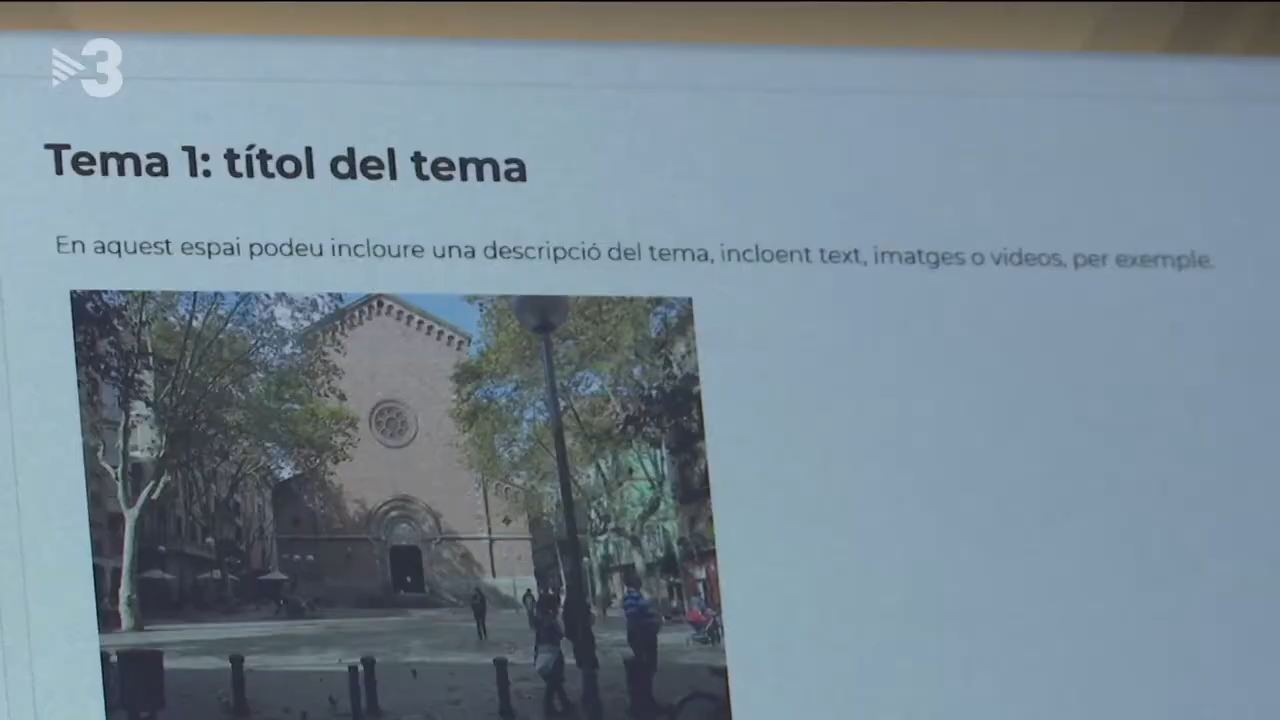 3
Tema 1: títol del tema
En aquest espai podeu incloure una descripció del tema, incloent text, imatges o videos, per exemple.